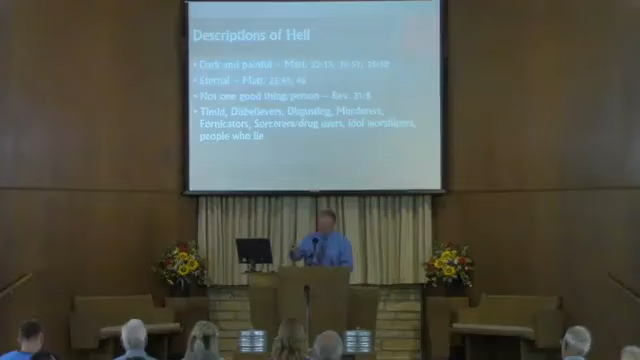 Descriptions of Hell
• Dark and painful – Matt.
• Eternal – Matt. 25:41, 46
• Not one good thing/person – Rev. 21:8
• Timid, Disbelievers, Disgusting, Murderers,
Fornicators, Sorcerers/drug users, Idol worshipers,
people who lie